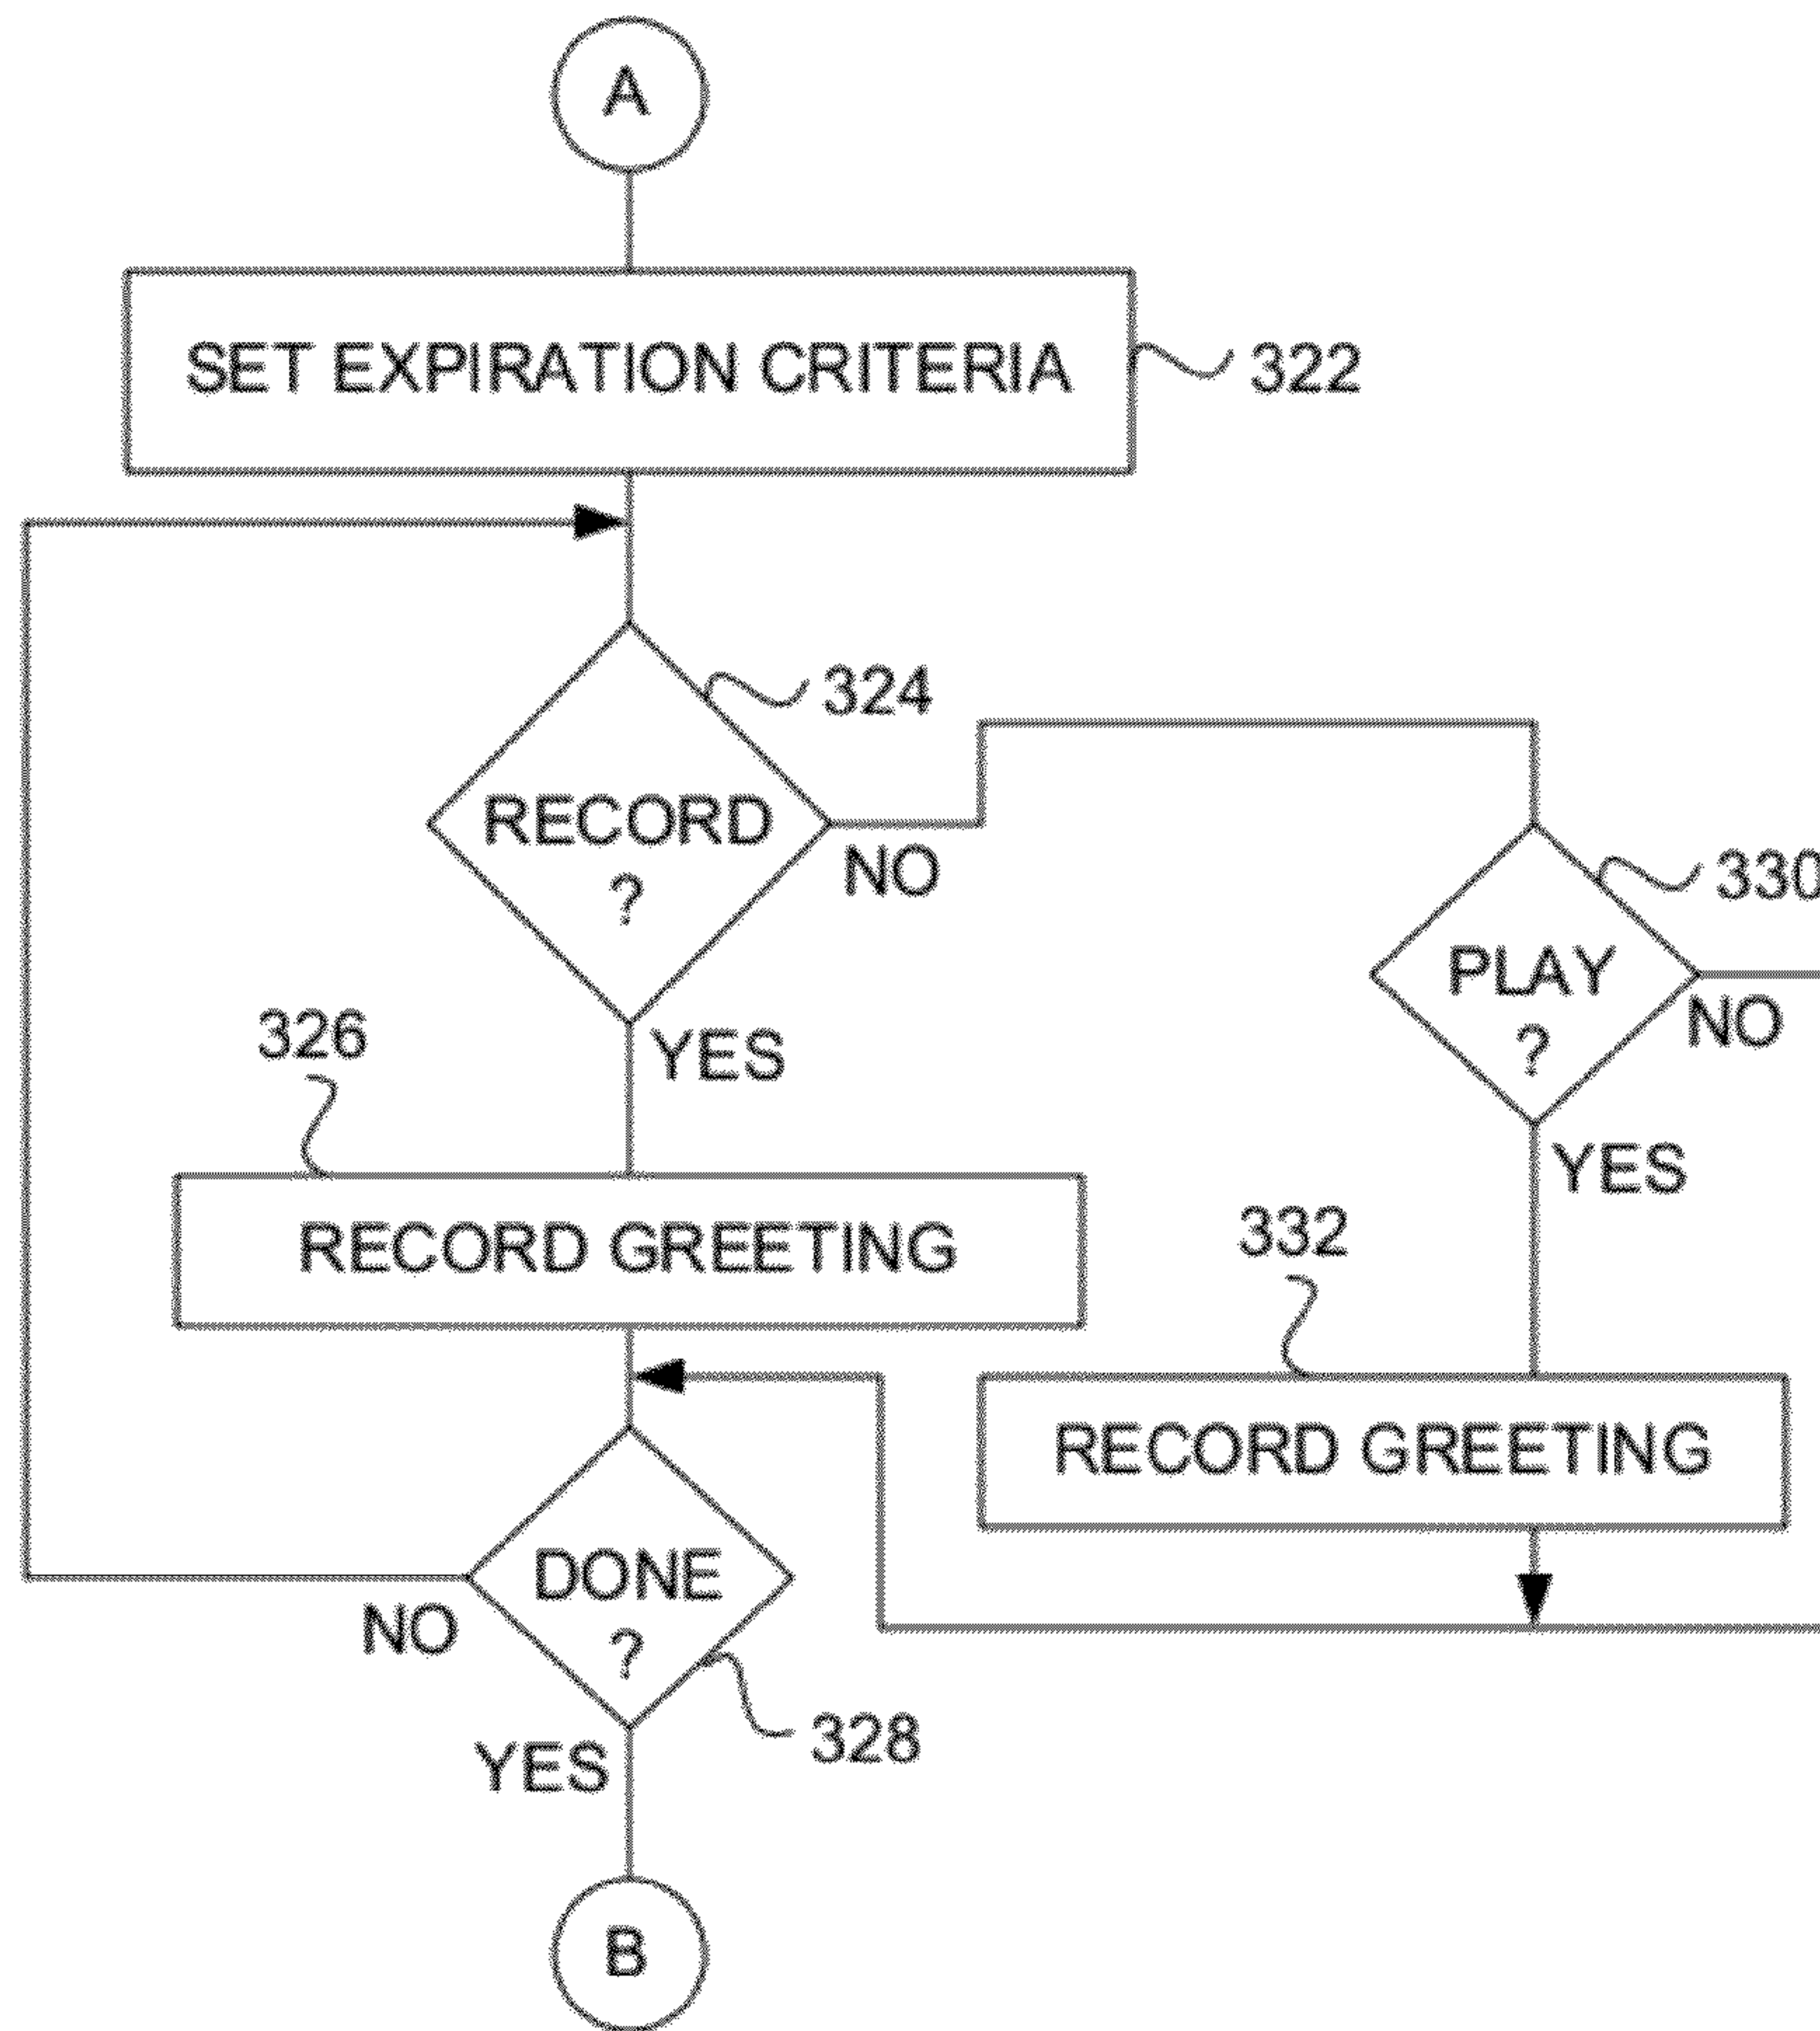 A
SET EXPIRATION CRITERIA
322
324
RECORD
?
NO
330
PLAY
?
NO
326
YES
YES
332
RECORD GREETING
RECORD GREETING
DONE
?
NO
328
YES
B